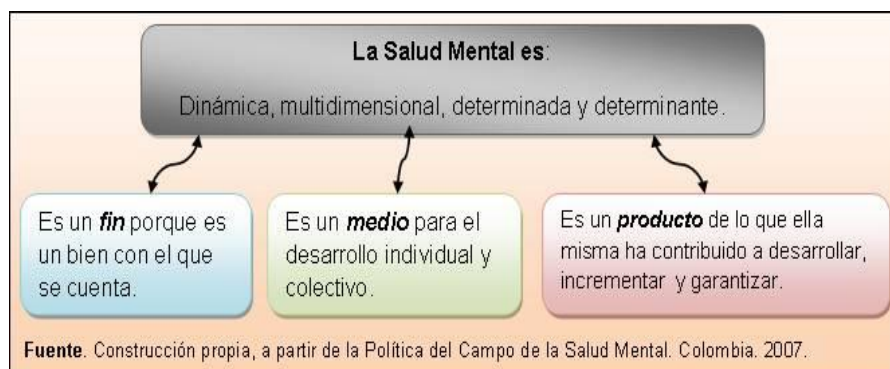 La Salud Mental es:
Dinámica, multidimensional, determinada y determinante.
Es un fin porque es
un bien con el que
se cuenta.
Es un medio para el
desarrollo individual y
colectivo.
Es un producto de lo que ella
misma ha contribuido a desarrollar,
incrementar y garantizar.
Fuente. Construcción propia, a partir de la Política del Campo de la Salud Mental. Colombia. 2007.